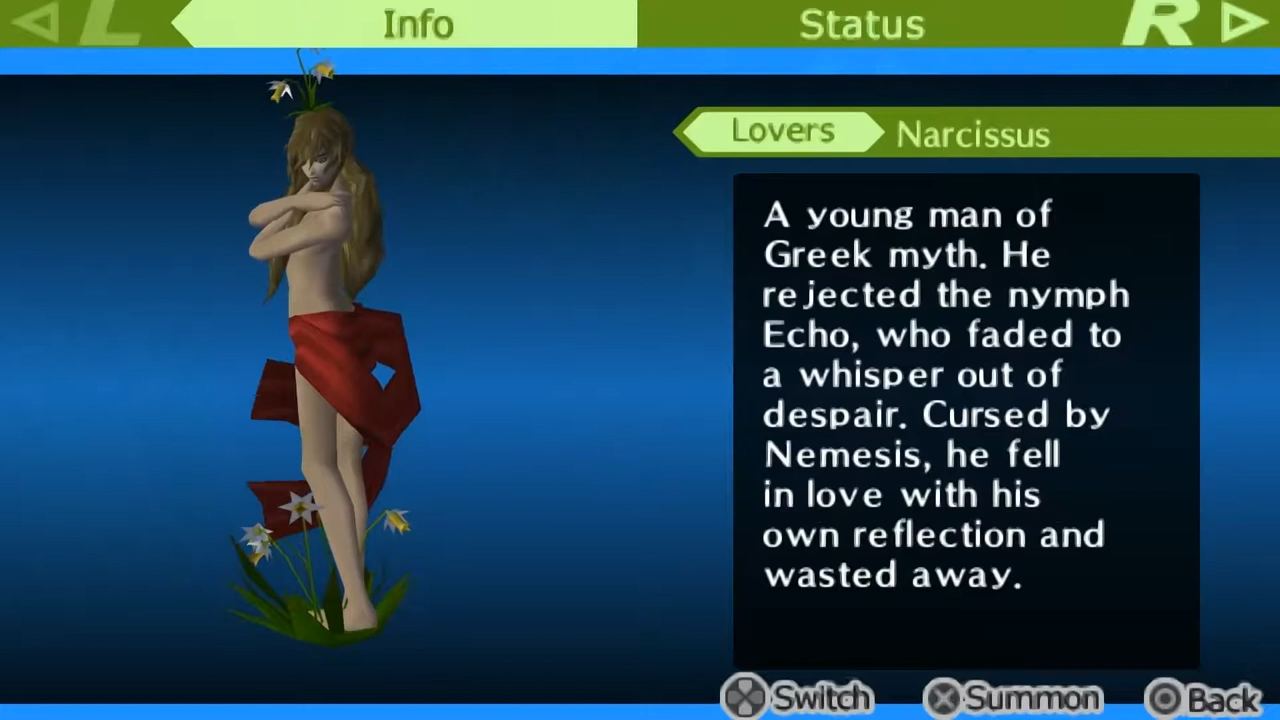 L Info Status R
Lovers Narcissus
A young man of
Greek myth. He
rejected the nymph
Echo, who faded to
a whisper out of
despair. Cursed by
Nemesis, he fell
in love with his
own reflection and
wasted away.
Switch Summon Back